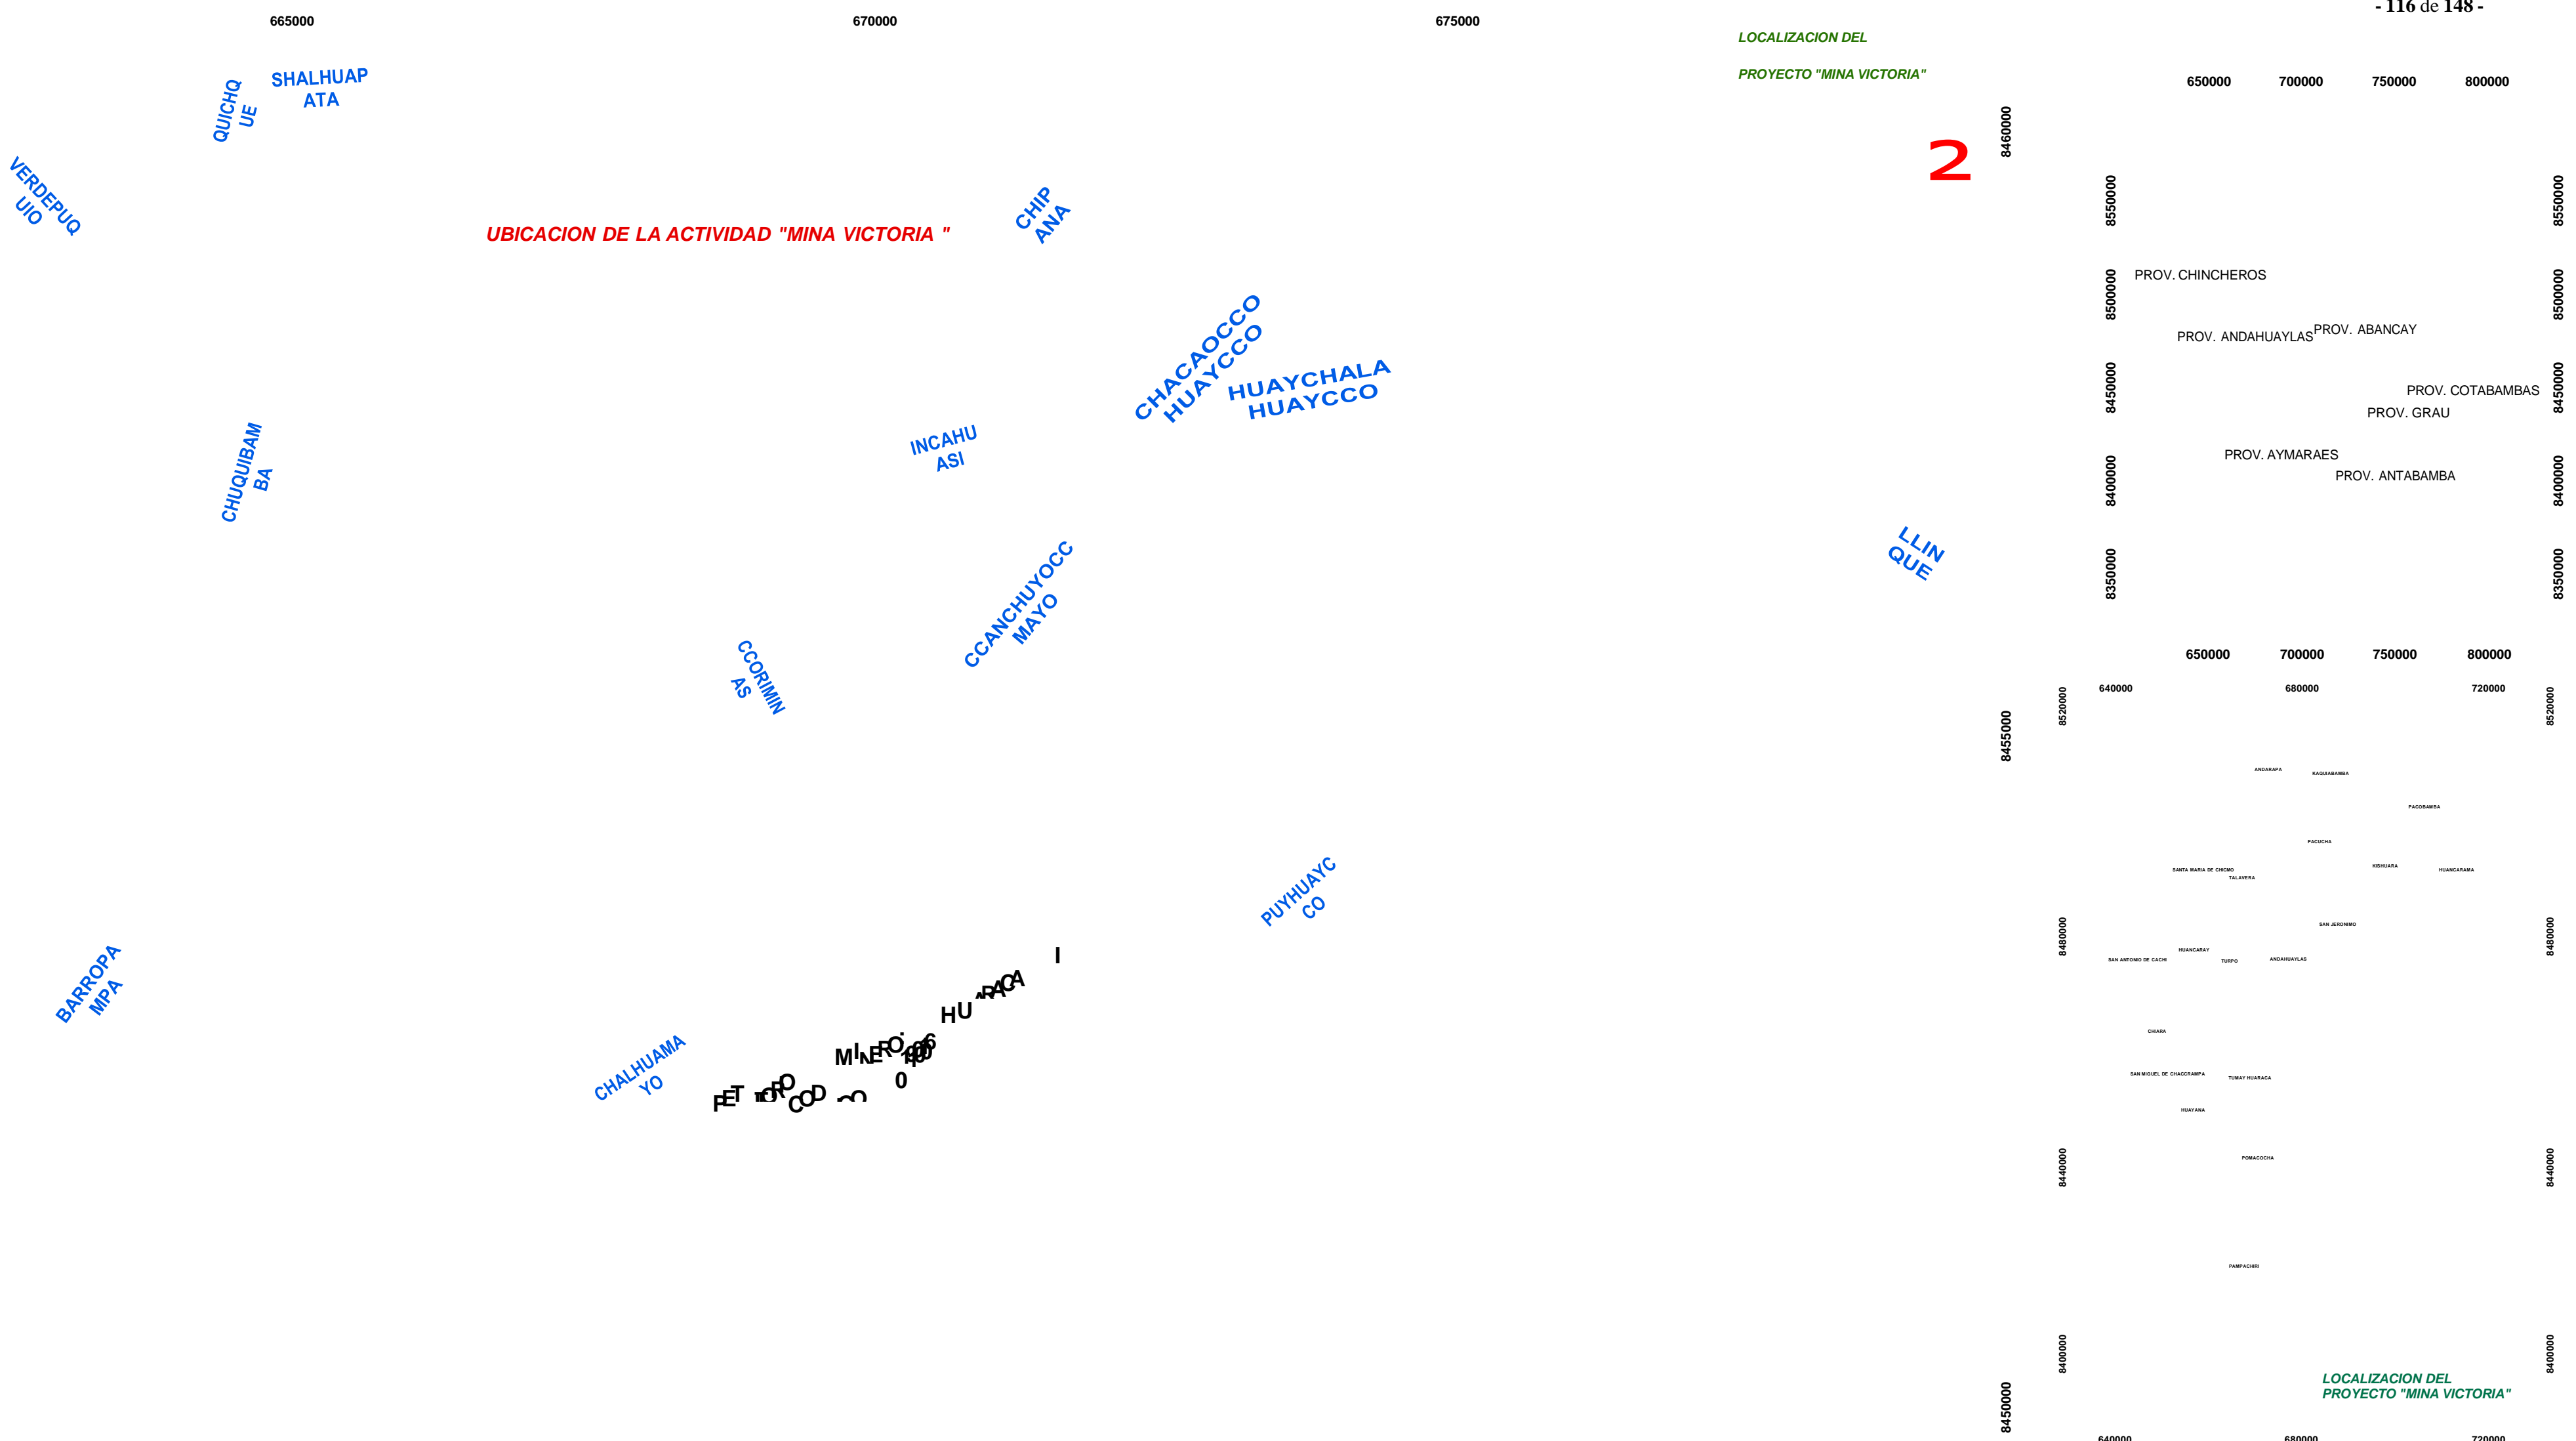 - 116 de 148 -
665000 670000 675000
LOCALIZACION DEL
PROYECTO "MINA VICTORIA"
SHALHUAP
ATA
QUICHQ
UE
VERDEPUQ
UIO
CHIP
ANA
UBICACION DE LA ACTIVIDAD "MINA VICTORIA "
2
8460000
CHACAOCCO
HUAYCCO
HUAYCHALA
HUAYCCO
INCAHU
ASI
CHUQUIBAM
BA
LLIN
QUE
CCANCHUYOCC
MAYO
CCORIMIN
AS
8455000
PUYHUAYC
CO
BARROPA
MPA
CHALHUAMA
YO
HU
MINERO
COD
8450000
650000 700000 750000 800000
8550000 8550000
PROV. CHINCHEROS
8500000 8500000
PROV. ANDAHUAYLAS PROV. ABANCAY
8450000 8450000
PROV. COTABAMBAS
PROV. GRAU
PROV. AYMARAES
8400000 8400000
PROV. ANTABAMBA
8350000 8350000
650000 700000 750000 800000
640000 680000 720000
8520000 8520000
ANDARAPA
KAQUIABAMBA
PACOBAMBA
PACUCHA
KISHUARA
SANTA MARIA DE CHICMO
HUANCARAMA
TALAVERA
SAN JERONIMO
8480000 8480000
HUANCARAY
SAN ANTONIO DE CACHI
TURPO
ANDAHUAYLAS
CHIARA
SAN MIGUEL DE CHACCRAMPA
TUMAY HUARACA
HUAYANA
POMACOCHA
8440000 8440000
PAMPACHIRI
8400000 8400000
LOCALIZACION DEL
PROYECTO "MINA VICTORIA"
640000 680000 720000